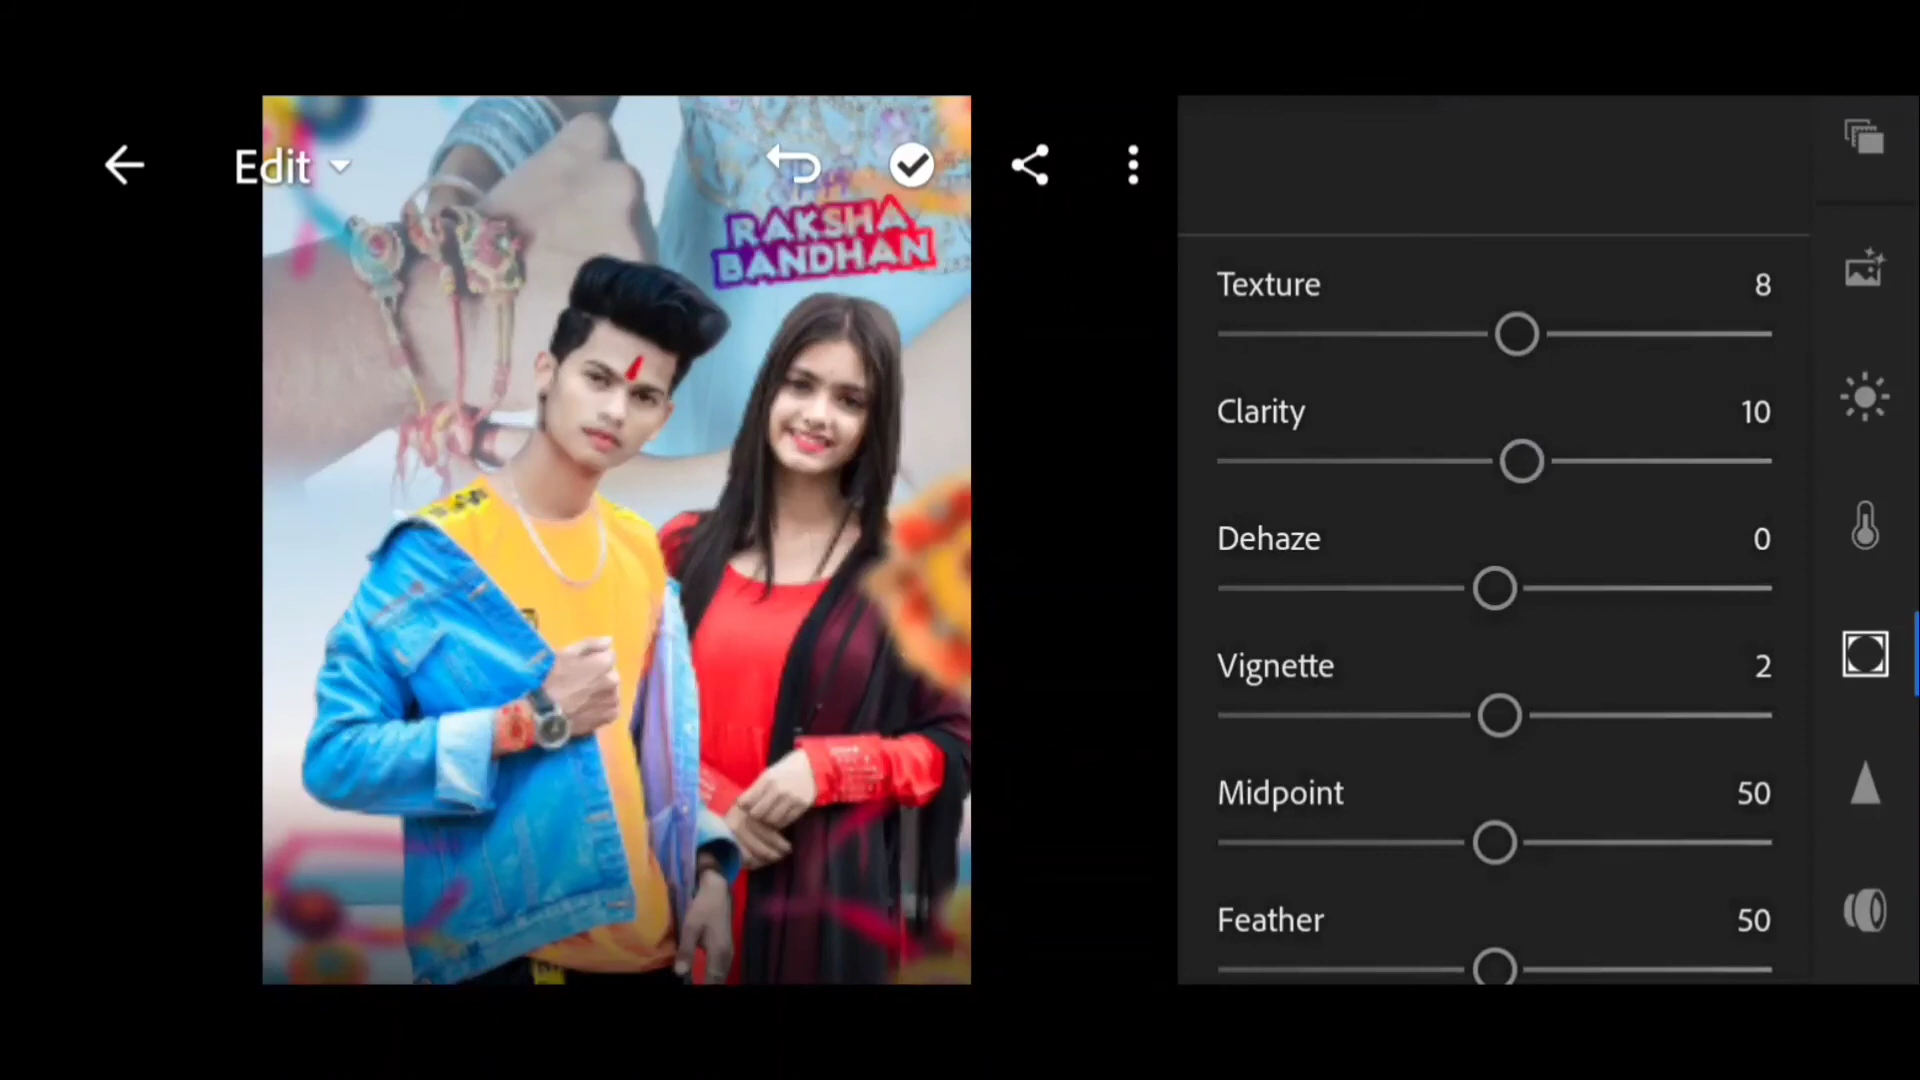 Edit
RAKSHA
BANDHAN
Texture 8
Clarity 10
Dehaze 0
Vignette 2
Midpoint 50
Feather 50